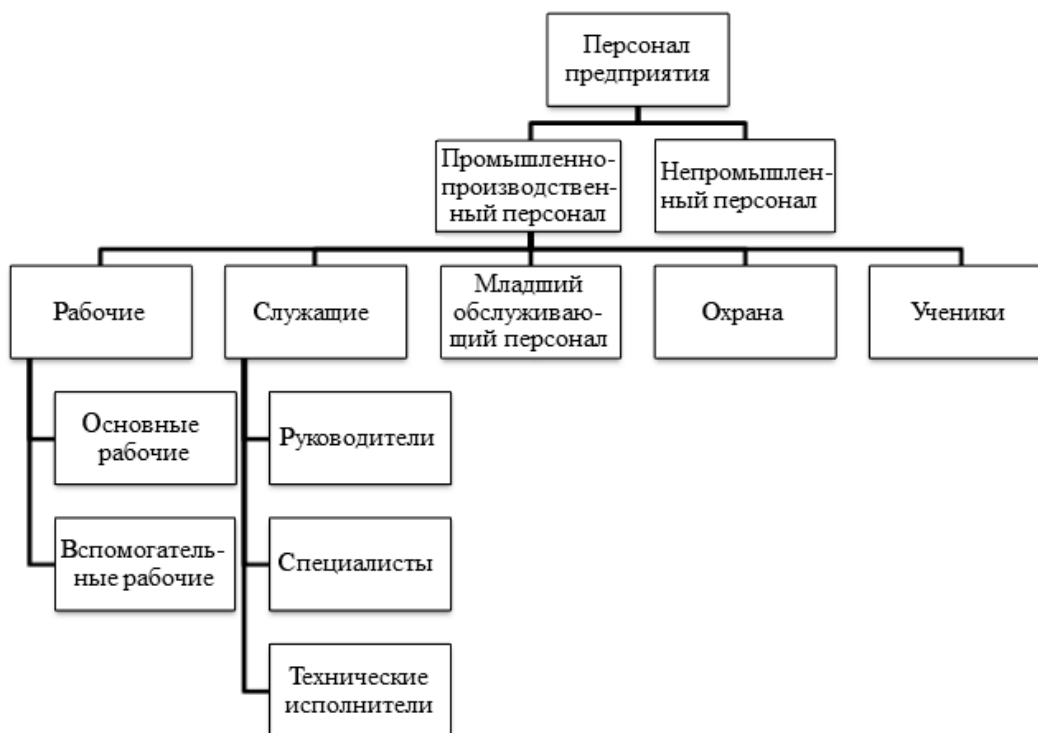 Персонал
предприятия
Промышленно-
производствен-
ный персонал
Непромышлен-
ный персонал
Рабочие
Служащие
Младший
обслуживаю-
щий персонал
Охрана
Ученики
Основные
рабочие
Руководители
Вспомогатель-
ные рабочие
Специалисты
Технические
исполнители